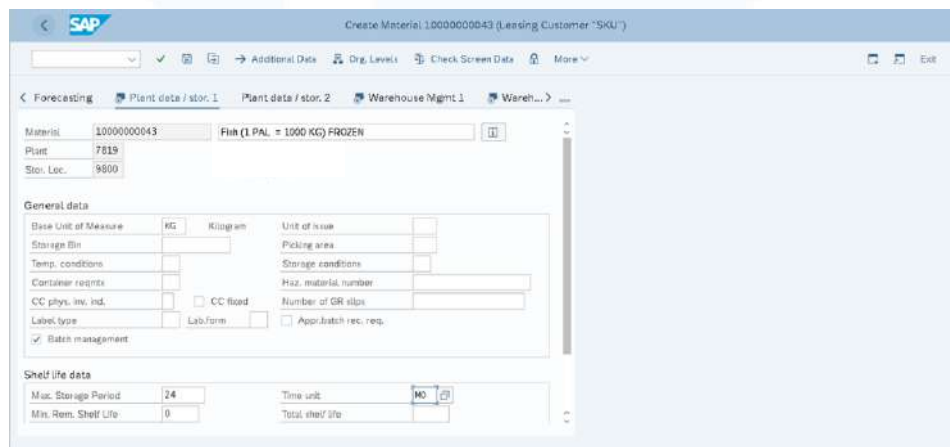 SAP
Create Material 10000000043 (Leasing Customer "SKU")
Additional Data Org. Levels Check Screen Data More Exit
Forecasting Plant data / stor. 1 Plant data / stor. 2 Warehouse Mgmt 1 Wareh...
Material 10000000043 Fish (1 PAL = 1000 KG) FROZEN
Plant 7819
Stor. Loc. 9800
General data
Base Unit of Measure KG Kilogram Unit of issue
Storage Bin Picking area
Temp. conditions Storage conditions
Container reqmts Haz. material number
CC phys. inv. ind. CC fixed Number of GR slips
Label type Lab.form Appr.batch rec. req.
Batch management
Shelf life data
Max. Storage Period 24 Time unit MO
Min. Rem. Shelf Life 0 Total shelf life